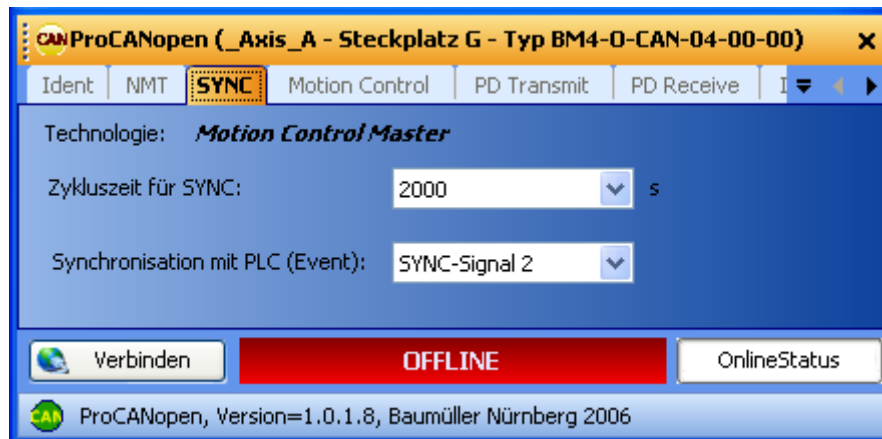 CAN ProCANopen (_Axis_A - Steckplatz G - Typ BM4-O-CAN-04-00-00)
Ident NMT SYNC Motion Control PD Transmit PD Receive
Technologie: Motion Control Master
Zykluszeit für SYNC: 2000 s
Synchronisation mit PLC (Event): SYNC-Signal 2
Verbinden OFFLINE OnlineStatus
CAN ProCANopen, Version=1.0.1.8, Baumüller Nürnberg 2006